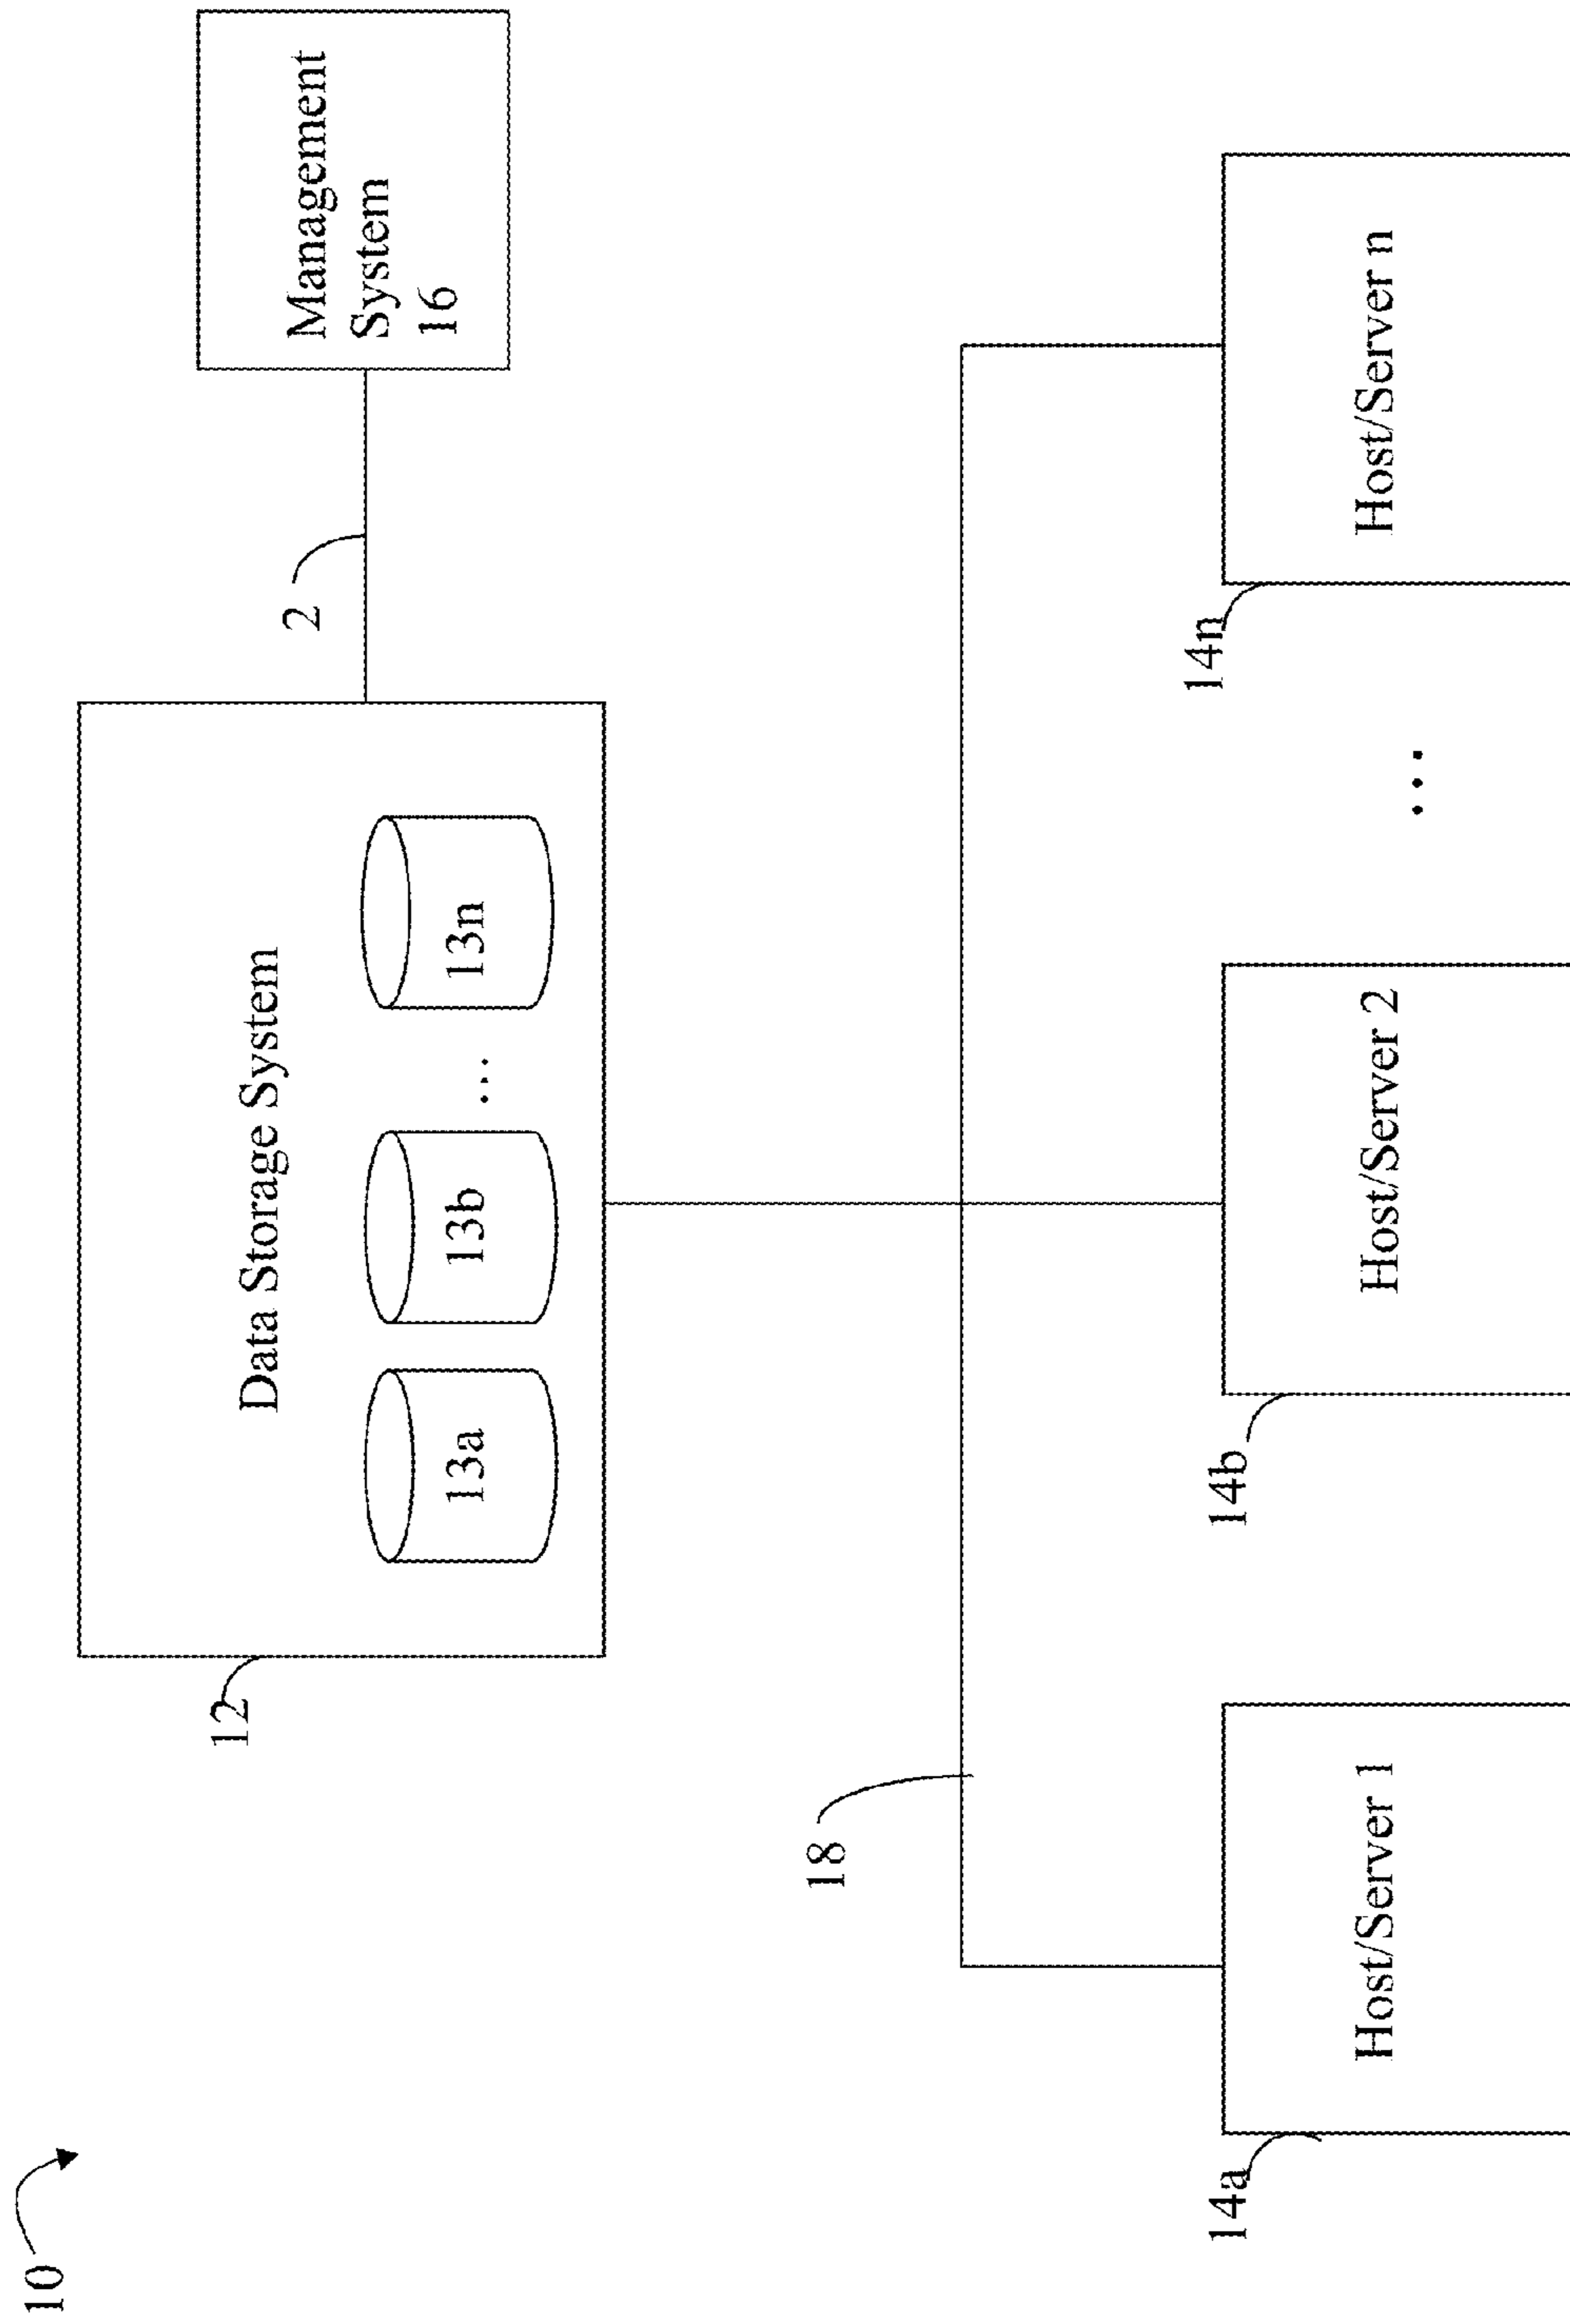 10
12
Data Storage System
13a
13b
...
13n
2
Management
System
16
18
14a
Host/Server 1
14b
Host/Server 2
...
14n
Host/Server n